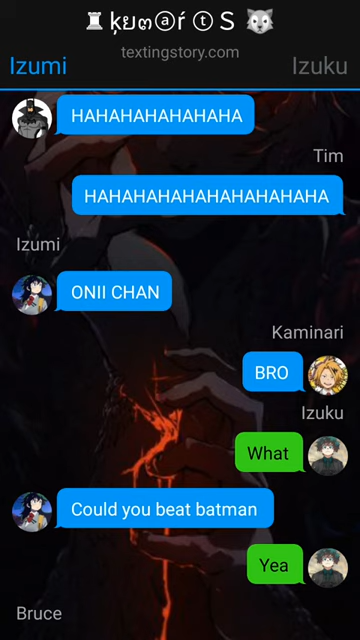 ♜ ķყოⓐŕ ⓣ S 🐺
textingstory.com
Izumi
Izuku
HAHAHAHAHAHAHA
Tim
HAHAHAHAHAHAHAHAHAHA
Izumi
ONII CHAN
Kaminari
BRO
Izuku
What
Could you beat batman
Yea
Bruce